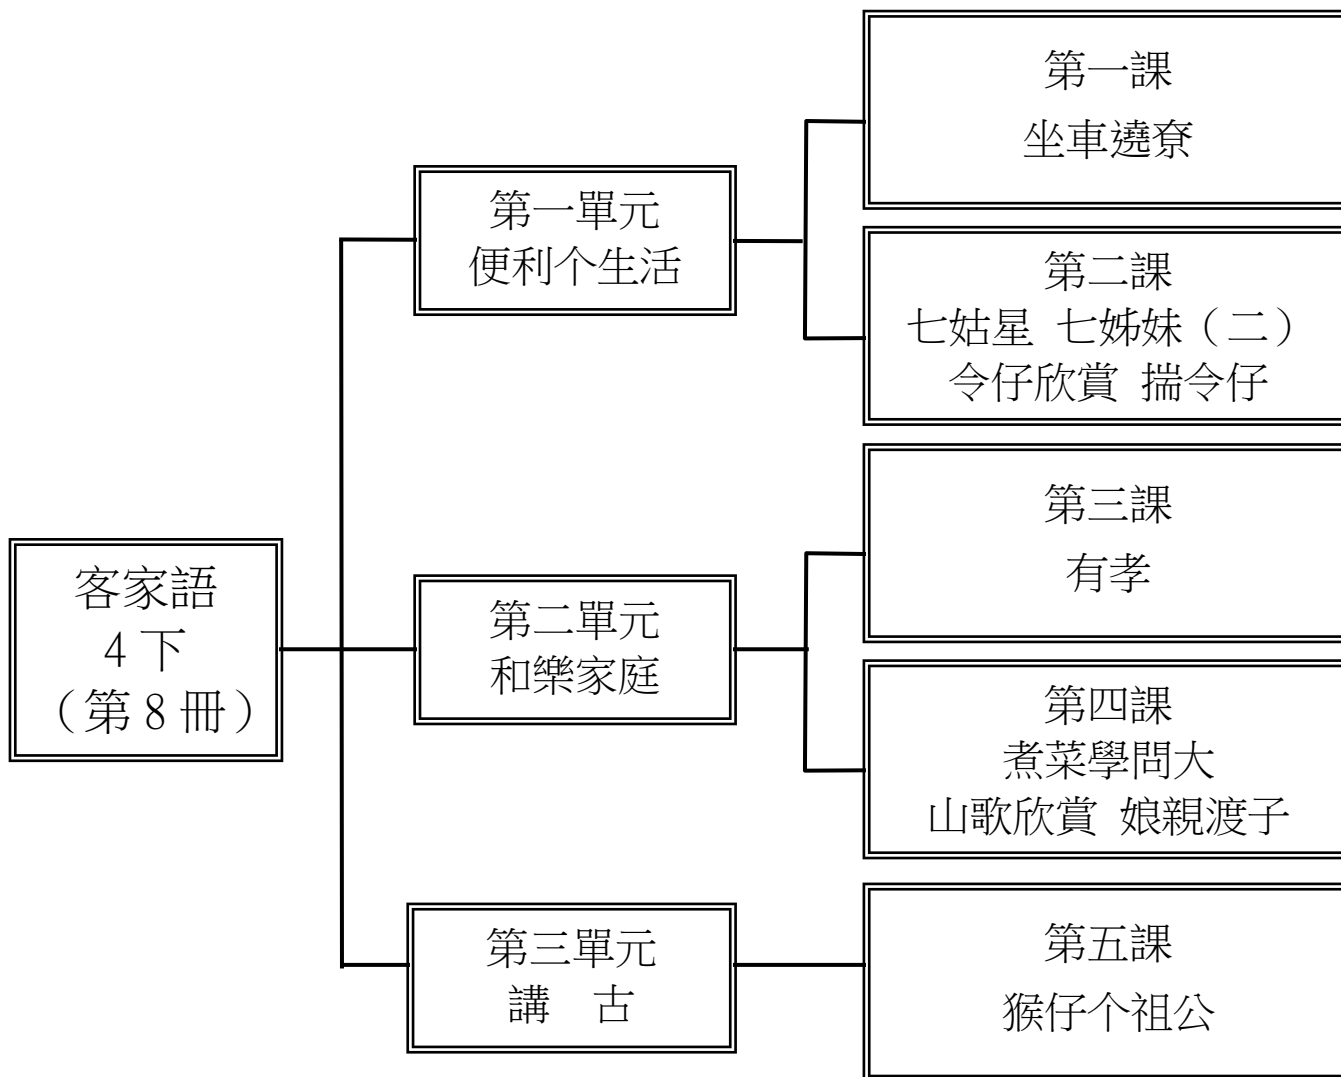 客家語
4下
（第8冊）
第一單元
便利个生活
第一課
坐車遶尞
第二課
七姑星 七姊妹（二）
令仔欣賞 揣令仔
第二單元
和樂家庭
第三課
有孝
第四課
煮菜學問大
山歌欣賞 娘親渡子
第三單元
講 古
第五課
猴仔个祖公